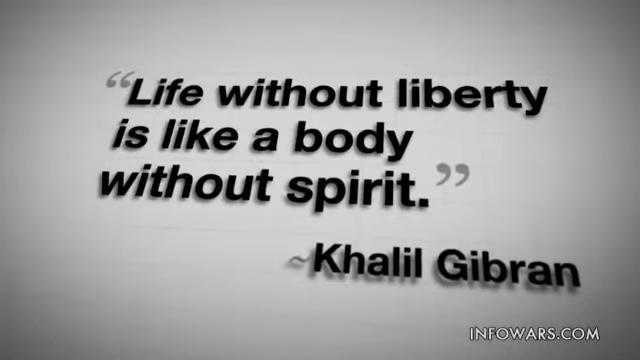 “Life without liberty
is like a body
without spirit.”
~Khalil Gibran
INFOWARS.COM